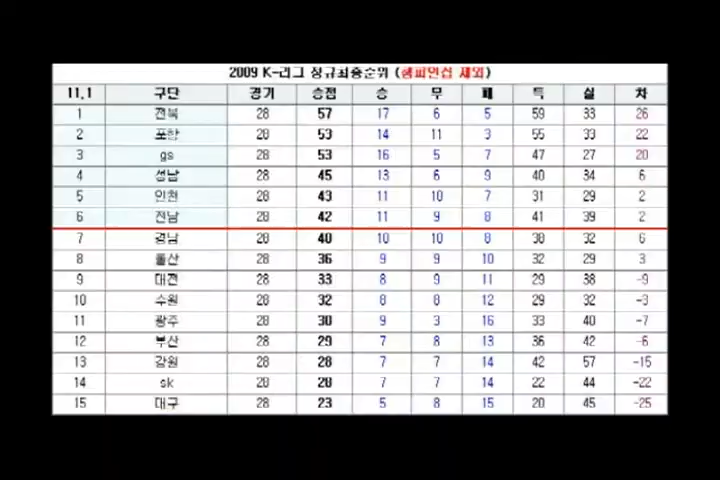 2009 K-리그 정규최종순위 (챔피언십 제외)
11.1 구단 경기 승점 승 무 패 득 실 차
1 전북 28 57 17 6 5 59 33 26
2 포항 28 53 14 11 3 55 33 22
3 gs 28 53 16 5 7 47 27 20
4 성남 28 45 13 6 9 40 34 6
5 인천 28 43 11 10 7 31 29 2
6 전남 28 42 11 9 8 41 39 2
7 경남 28 40 10 10 8 38 32 6
8 울산 28 36 9 9 10 32 29 3
9 대전 28 33 8 9 11 29 38 -9
10 수원 28 32 8 8 12 29 32 -3
11 광주 28 30 9 3 16 33 40 -7
12 부산 28 29 7 8 13 36 42 -6
13 강원 28 28 7 7 14 42 57 -15
14 sk 28 28 7 7 14 22 44 -22
15 대구 28 23 5 8 15 20 45 -25